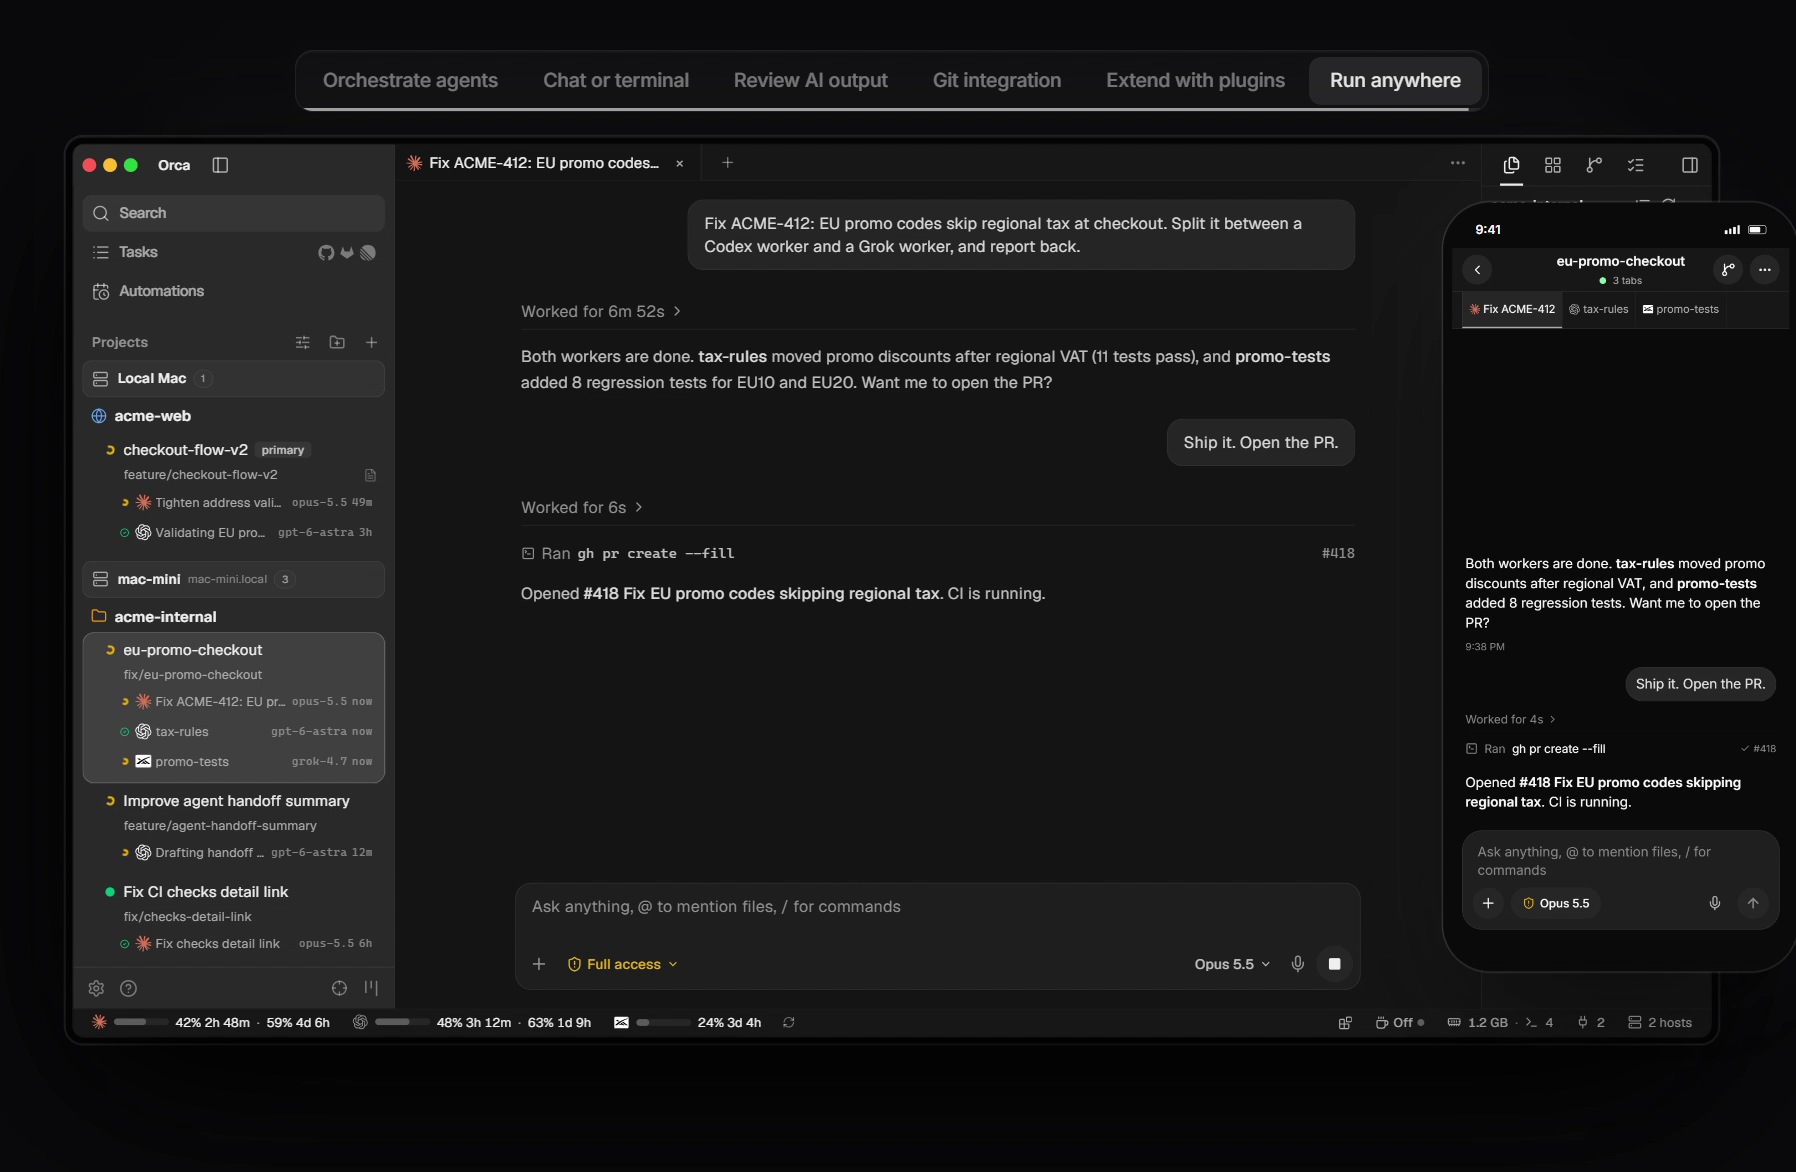 Orchestrate agents
Chat or terminal
Review AI output
Git integration
Extend with plugins
Run anywhere
Orca
Search
Tasks
Automations
Projects
Local Mac 1
acme-web
checkout-flow-v2 primary
feature/checkout-flow-v2
Tighten address vali... opus-5.5 49m
Validating EU pro... gpt-6-astra 3h
mac-mini mac-mini.local 3
acme-internal
eu-promo-checkout
fix/eu-promo-checkout
Fix ACME-412: EU pr... opus-5.5 now
tax-rules gpt-6-astra now
promo-tests grok-4.7 now
Improve agent handoff summary
feature/agent-handoff-summary
Drafting handoff ... gpt-6-astra 12m
Fix CI checks detail link
fix/checks-detail-link
Fix checks detail link opus-5.5 6h
Fix ACME-412: EU promo codes...
Fix ACME-412: EU promo codes skip regional tax at checkout. Split it between a
Codex worker and a Grok worker, and report back.
Worked for 6m 52s
Both workers are done. tax-rules moved promo discounts after regional VAT (11 tests pass), and promo-tests
added 8 regression tests for EU10 and EU20. Want me to open the PR?
Ship it. Open the PR.
Worked for 6s
Ran gh pr create --fill #418
Opened #418 Fix EU promo codes skipping regional tax. CI is running.
Ask anything, @ to mention files, / for commands
Full access
Opus 5.5
9:41
eu-promo-checkout
3 tabs
Fix ACME-412
tax-rules
promo-tests
Both workers are done. tax-rules moved promo
discounts after regional VAT, and promo-tests
added 8 regression tests. Want me to open the
PR?
9:38 PM
Ship it. Open the PR.
Worked for 4s
Ran gh pr create --fill #418
Opened #418 Fix EU promo codes skipping
regional tax. CI is running.
Ask anything, @ to mention files, / for
commands
Opus 5.5
42% 2h 48m · 59% 4d 6h
48% 3h 12m · 63% 1d 9h
24% 3d 4h
Off
1.2 GB · 4
2
2 hosts